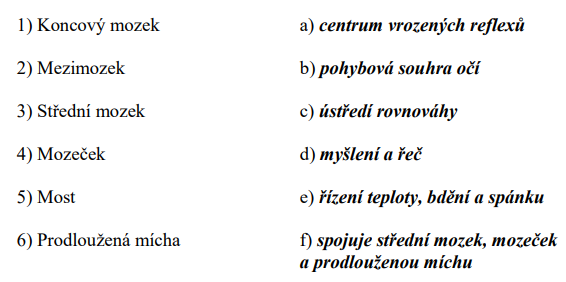 1) Koncový mozek
a) centrum vrozených reflexů
2) Mezimozek
b) pohybová souhra očí
3) Střední mozek
c) ústředí rovnováhy
4) Mozeček
d) myšlení a řeč
5) Most
e) řízení teploty, bdění a spánku
6) Prodloužená mícha
f) spojuje střední mozek, mozeček
a prodlouženou míchu